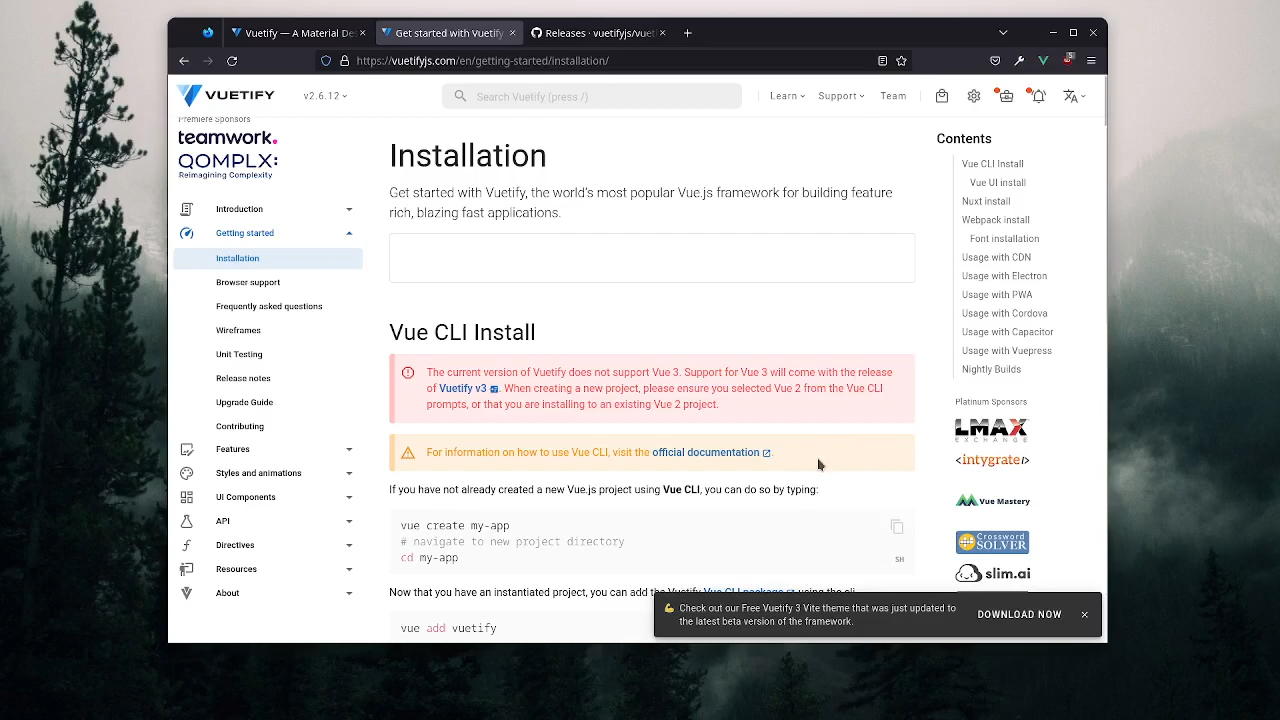 Vuetify — A Material De
Get started with Vuetify
Releases · vuetifyjs/vuet
https://vuetifyjs.com/en/getting-started/installation/
5
VUETIFY
v2.6.12
Search Vuetify (press /)
Learn
Support
Team
Premiere Sponsors
teamwork.
QOMPLX:
Reimagining Complexity
Introduction
Getting started
Installation
Browser support
Frequently asked questions
Wireframes
Unit Testing
Release notes
Upgrade Guide
Contributing
Features
Styles and animations
UI Components
API
Directives
Resources
About
Installation
Get started with Vuetify, the world's most popular Vue.js framework for building feature
rich, blazing fast applications.
Vue CLI Install
The current version of Vuetify does not support Vue 3. Support for Vue 3 will come with the release
of Vuetify v3. When creating a new project, please ensure you selected Vue 2 from the Vue CLI
prompts, or that you are installing to an existing Vue 2 project.
For information on how to use Vue CLI, visit the official documentation.
If you have not already created a new Vue.js project using Vue CLI, you can do so by typing:
vue create my-app
# navigate to new project directory
cd my-app
SH
Now that you have an instantiated project, you can add the Vuetify Vue CLI package using the cli.
vue add vuetify
Contents
Vue CLI Install
Vue UI install
Nuxt install
Webpack install
Font installation
Usage with CDN
Usage with Electron
Usage with PWA
Usage with Cordova
Usage with Capacitor
Usage with Vuepress
Nightly Builds
Platinum Sponsors
LMAX
EXCHANGE
<intygrate/>
Vue Mastery
Crossword
SOLVER
slim.ai
Check out our Free Vuetify 3 Vite theme that was just updated to
the latest beta version of the framework.
DOWNLOAD NOW